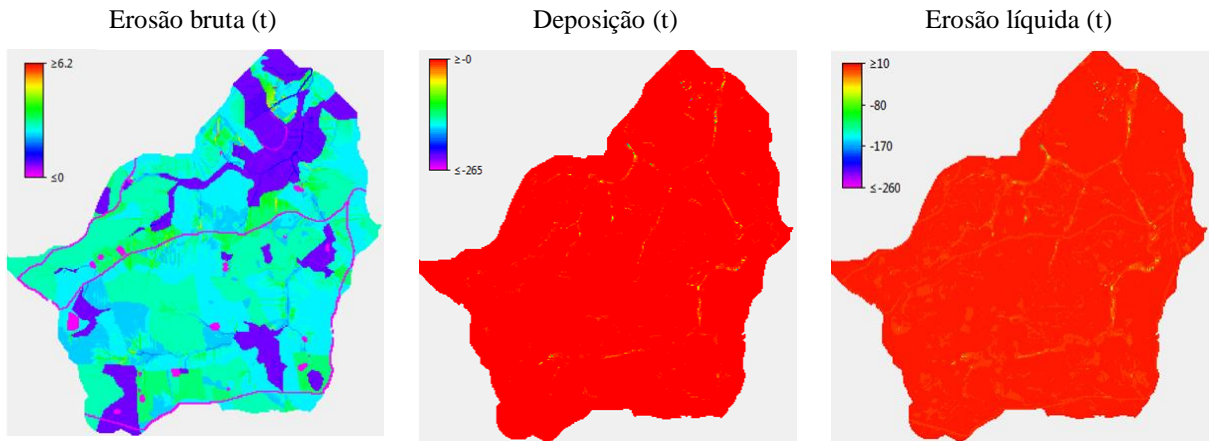 Erosão bruta (t)
Deposição (t)
Erosão líquida (t)
≥6.2
≤0
≥-0
≤-265
≥10
-80
-170
≤-260